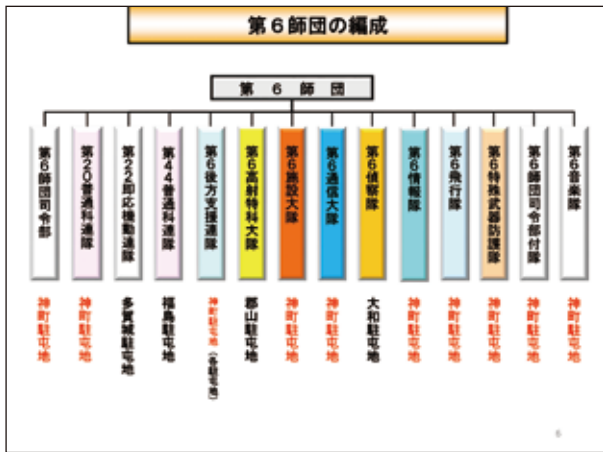 第6師団の編成
第6師団
第6師団司令部
第20普通科連隊
第22即応機動連隊
第44普通科連隊
第6後方支援連隊
第6高射特科大隊
第6施設大隊
第6通信大隊
第6偵察隊
第6情報隊
第6飛行隊
第6特殊武器防護隊
第6師団司令部付隊
第6音楽隊
神町駐屯地
神町駐屯地
多賀城駐屯地
福島駐屯地
神町駐屯地(各駐屯地)
郡山駐屯地
神町駐屯地
神町駐屯地
大和駐屯地
神町駐屯地
神町駐屯地
神町駐屯地
神町駐屯地
神町駐屯地
6